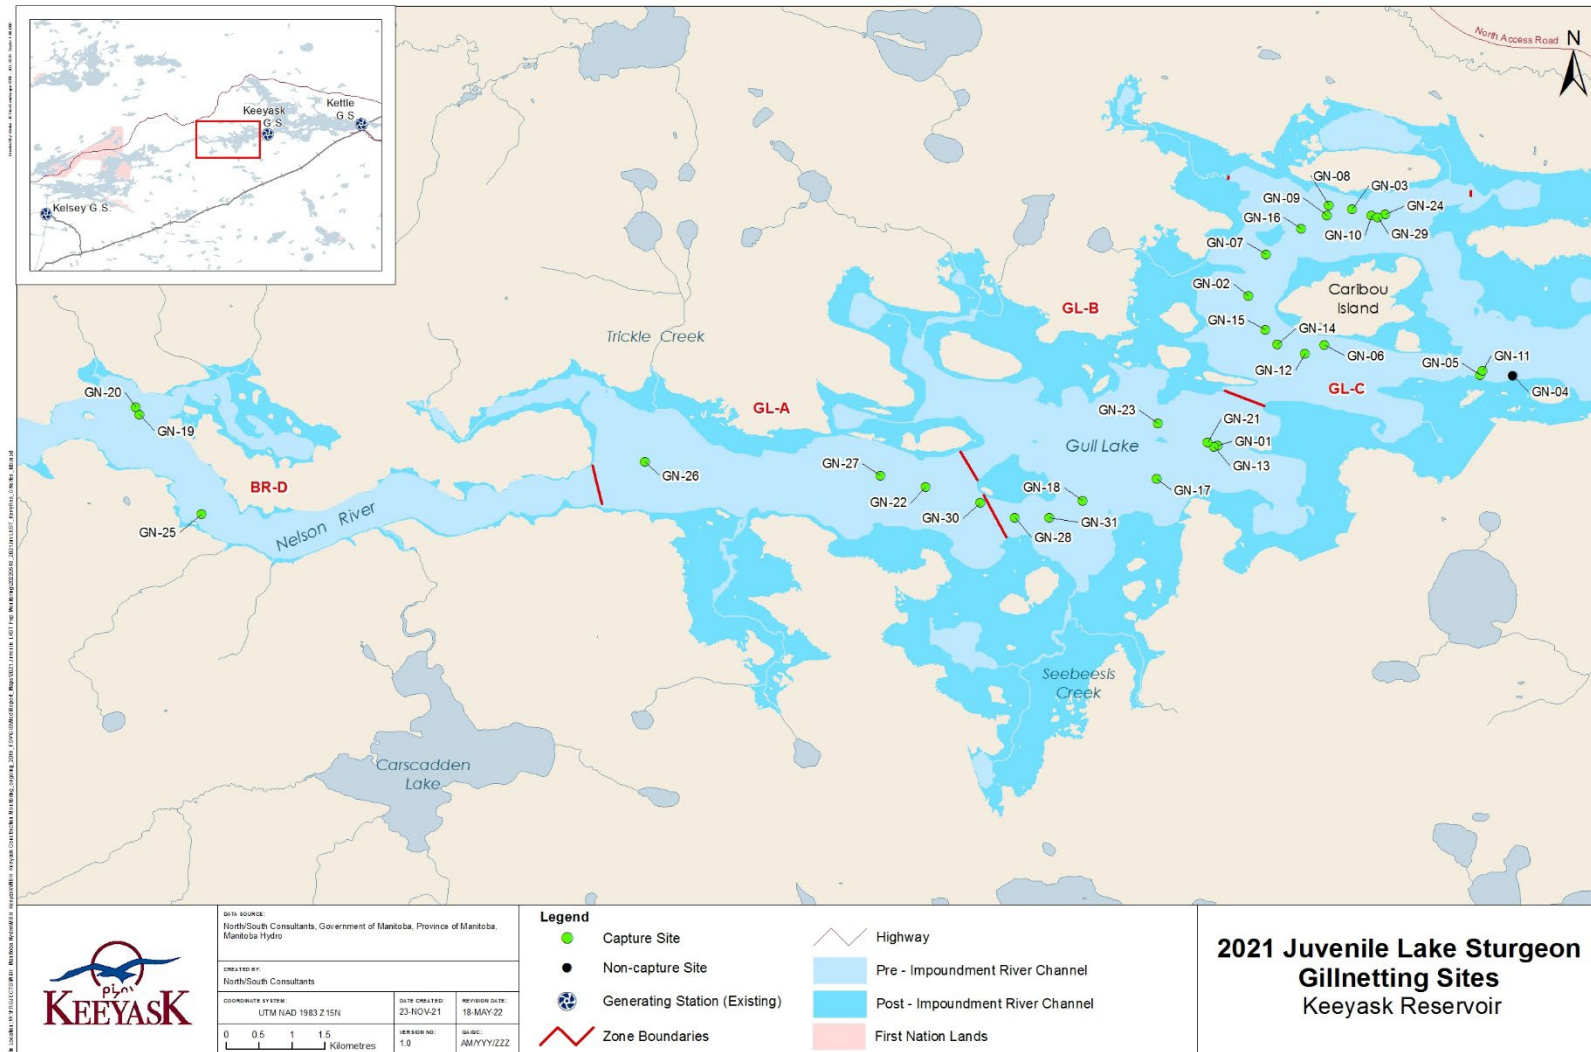 North Access Road
N
Keeyask
G.S
Kettle
G.S
Kelsey G.S.
GN-08
GN-03
GN-09
GN-24
GN-16
GN-10
GN-29
GN-07
GN-02
Caribou
Island
GL-B
GN-15
GN-14
GN-06
GN-11
GN-05
GN-12
GN-04
GL-C
Trickle Creek
GN-20
GN-19
GL-A
GN-23
GN-21
GN-01
GN-13
Gull Lake
GN-26
GN-27
GN-22
GN-18
GN-17
BR-D
GN-30
GN-31
GN-28
GN-25
Nelson River
Seebeesis
Creek
Carscadden
Lake
KEEYASK
DATA SOURCE:
North/South Consultants, Government of Manitoba, Province of Manitoba,
Manitoba Hydro
CREATED BY:
North/South Consultants
COORDINATE SYSTEM:
UTM NAD 1983 Z 15N
DATE CREATED:
23-NOV-21
REVISION DATE:
18-MAY-22
0 0.5 1 1.5
Kilometres
VERSION NO:
1.0
QA/QC:
AM/YYY/ZZZ
Legend
Capture Site
Non-capture Site
Generating Station (Existing)
Zone Boundaries
Highway
Pre - Impoundment River Channel
Post - Impoundment River Channel
First Nation Lands
2021 Juvenile Lake Sturgeon
Gillnetting Sites
Keeyask Reservoir